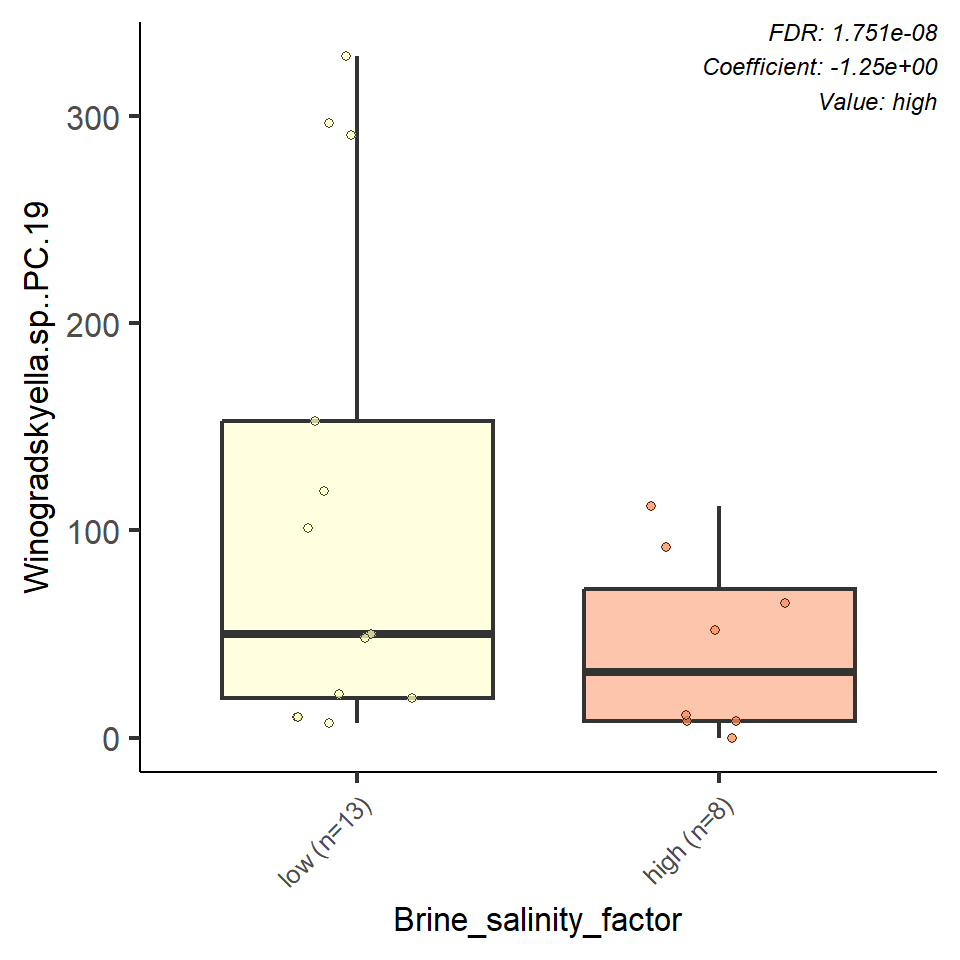 FDR: 1.751e-08
Coefficient: -1.25e+00
Value: high
Winogradskyella.sp..PC.19
300
200
100
0
low (n=13)
high (n=8)
Brine_salinity_factor